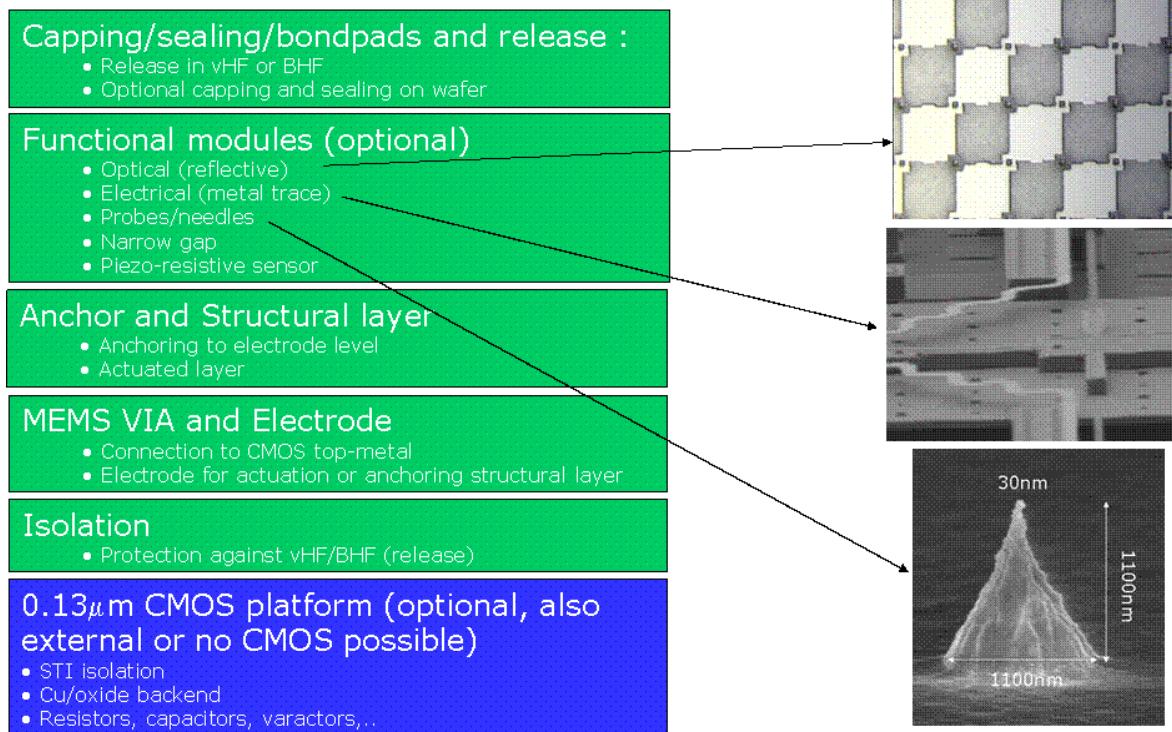 Capping/sealing/bondpads and release :
• Release in vHF or BHF
• Optional capping and sealing on wafer
Functional modules (optional)
• Optical (reflective)
• Electrical (metal trace)
• Probes/needles
• Narrow gap
• Piezo-resistive sensor
Anchor and Structural layer
• Anchoring to electrode level
• Actuated layer
MEMS VIA and Electrode
• Connection to CMOS top-metal
• Electrode for actuation or anchoring structural layer
Isolation
• Protection against vHF/BHF (release)
0.13μm CMOS platform (optional, also
external or no CMOS possible)
• STI isolation
• Cu/oxide backend
• Resistors, capacitors, varactors,..
30nm
1100nm
1100nm